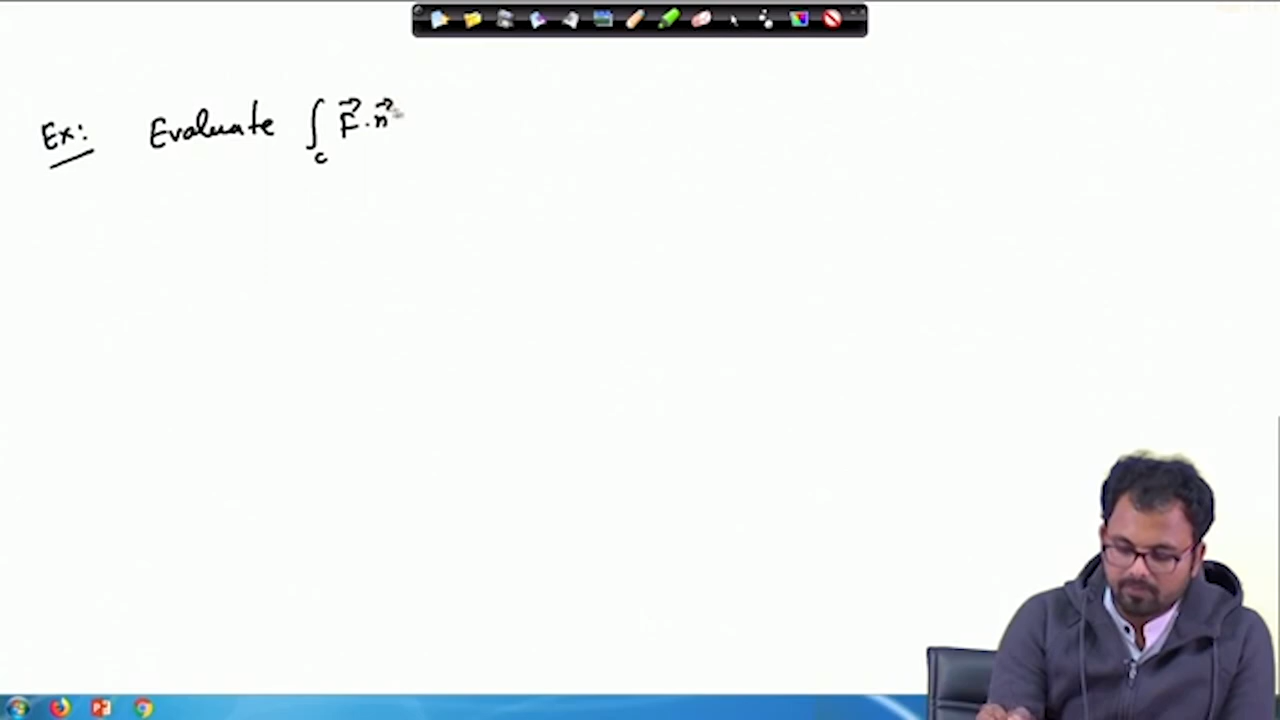 Ex: Evaluate ∫_c F⃗ · n⃗